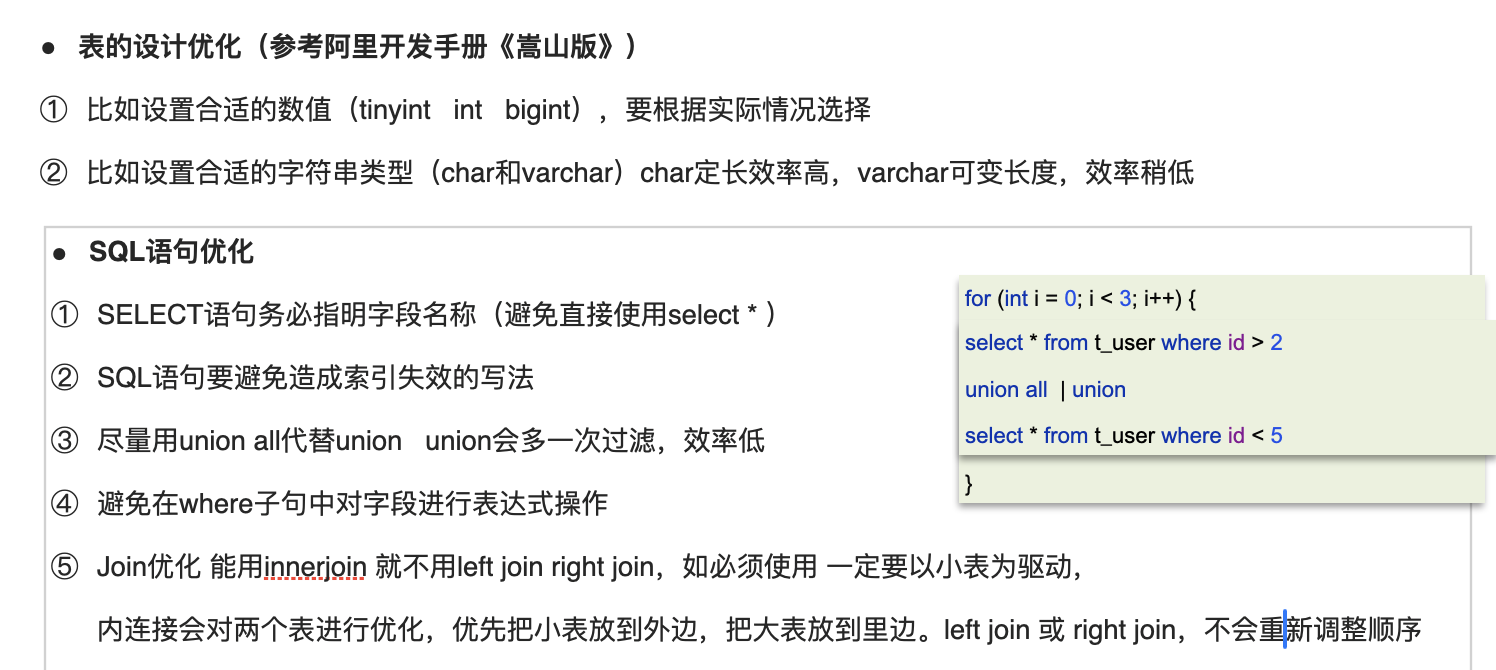 ● 表的设计优化（参考阿里开发手册《嵩山版》）
① 比如设置合适的数值（tinyint int bigint），要根据实际情况选择
② 比如设置合适的字符串类型（char和varchar）char定长效率高，varchar可变长度，效率稍低
● SQL语句优化
① SELECT语句务必指明字段名称（避免直接使用select * ）
② SQL语句要避免造成索引失效的写法
③ 尽量用union all代替union union会多一次过滤，效率低
④ 避免在where子句中对字段进行表达式操作
⑤ Join优化 能用innerjoin 就不用left join right join，如必须使用 一定要以小表为驱动，
内连接会对两个表进行优化，优先把小表放到外边，把大表放到里边。left join 或 right join，不会重新调整顺序
for (int i = 0; i < 3; i++) {
select * from t_user where id > 2
union all | union
select * from t_user where id < 5
}